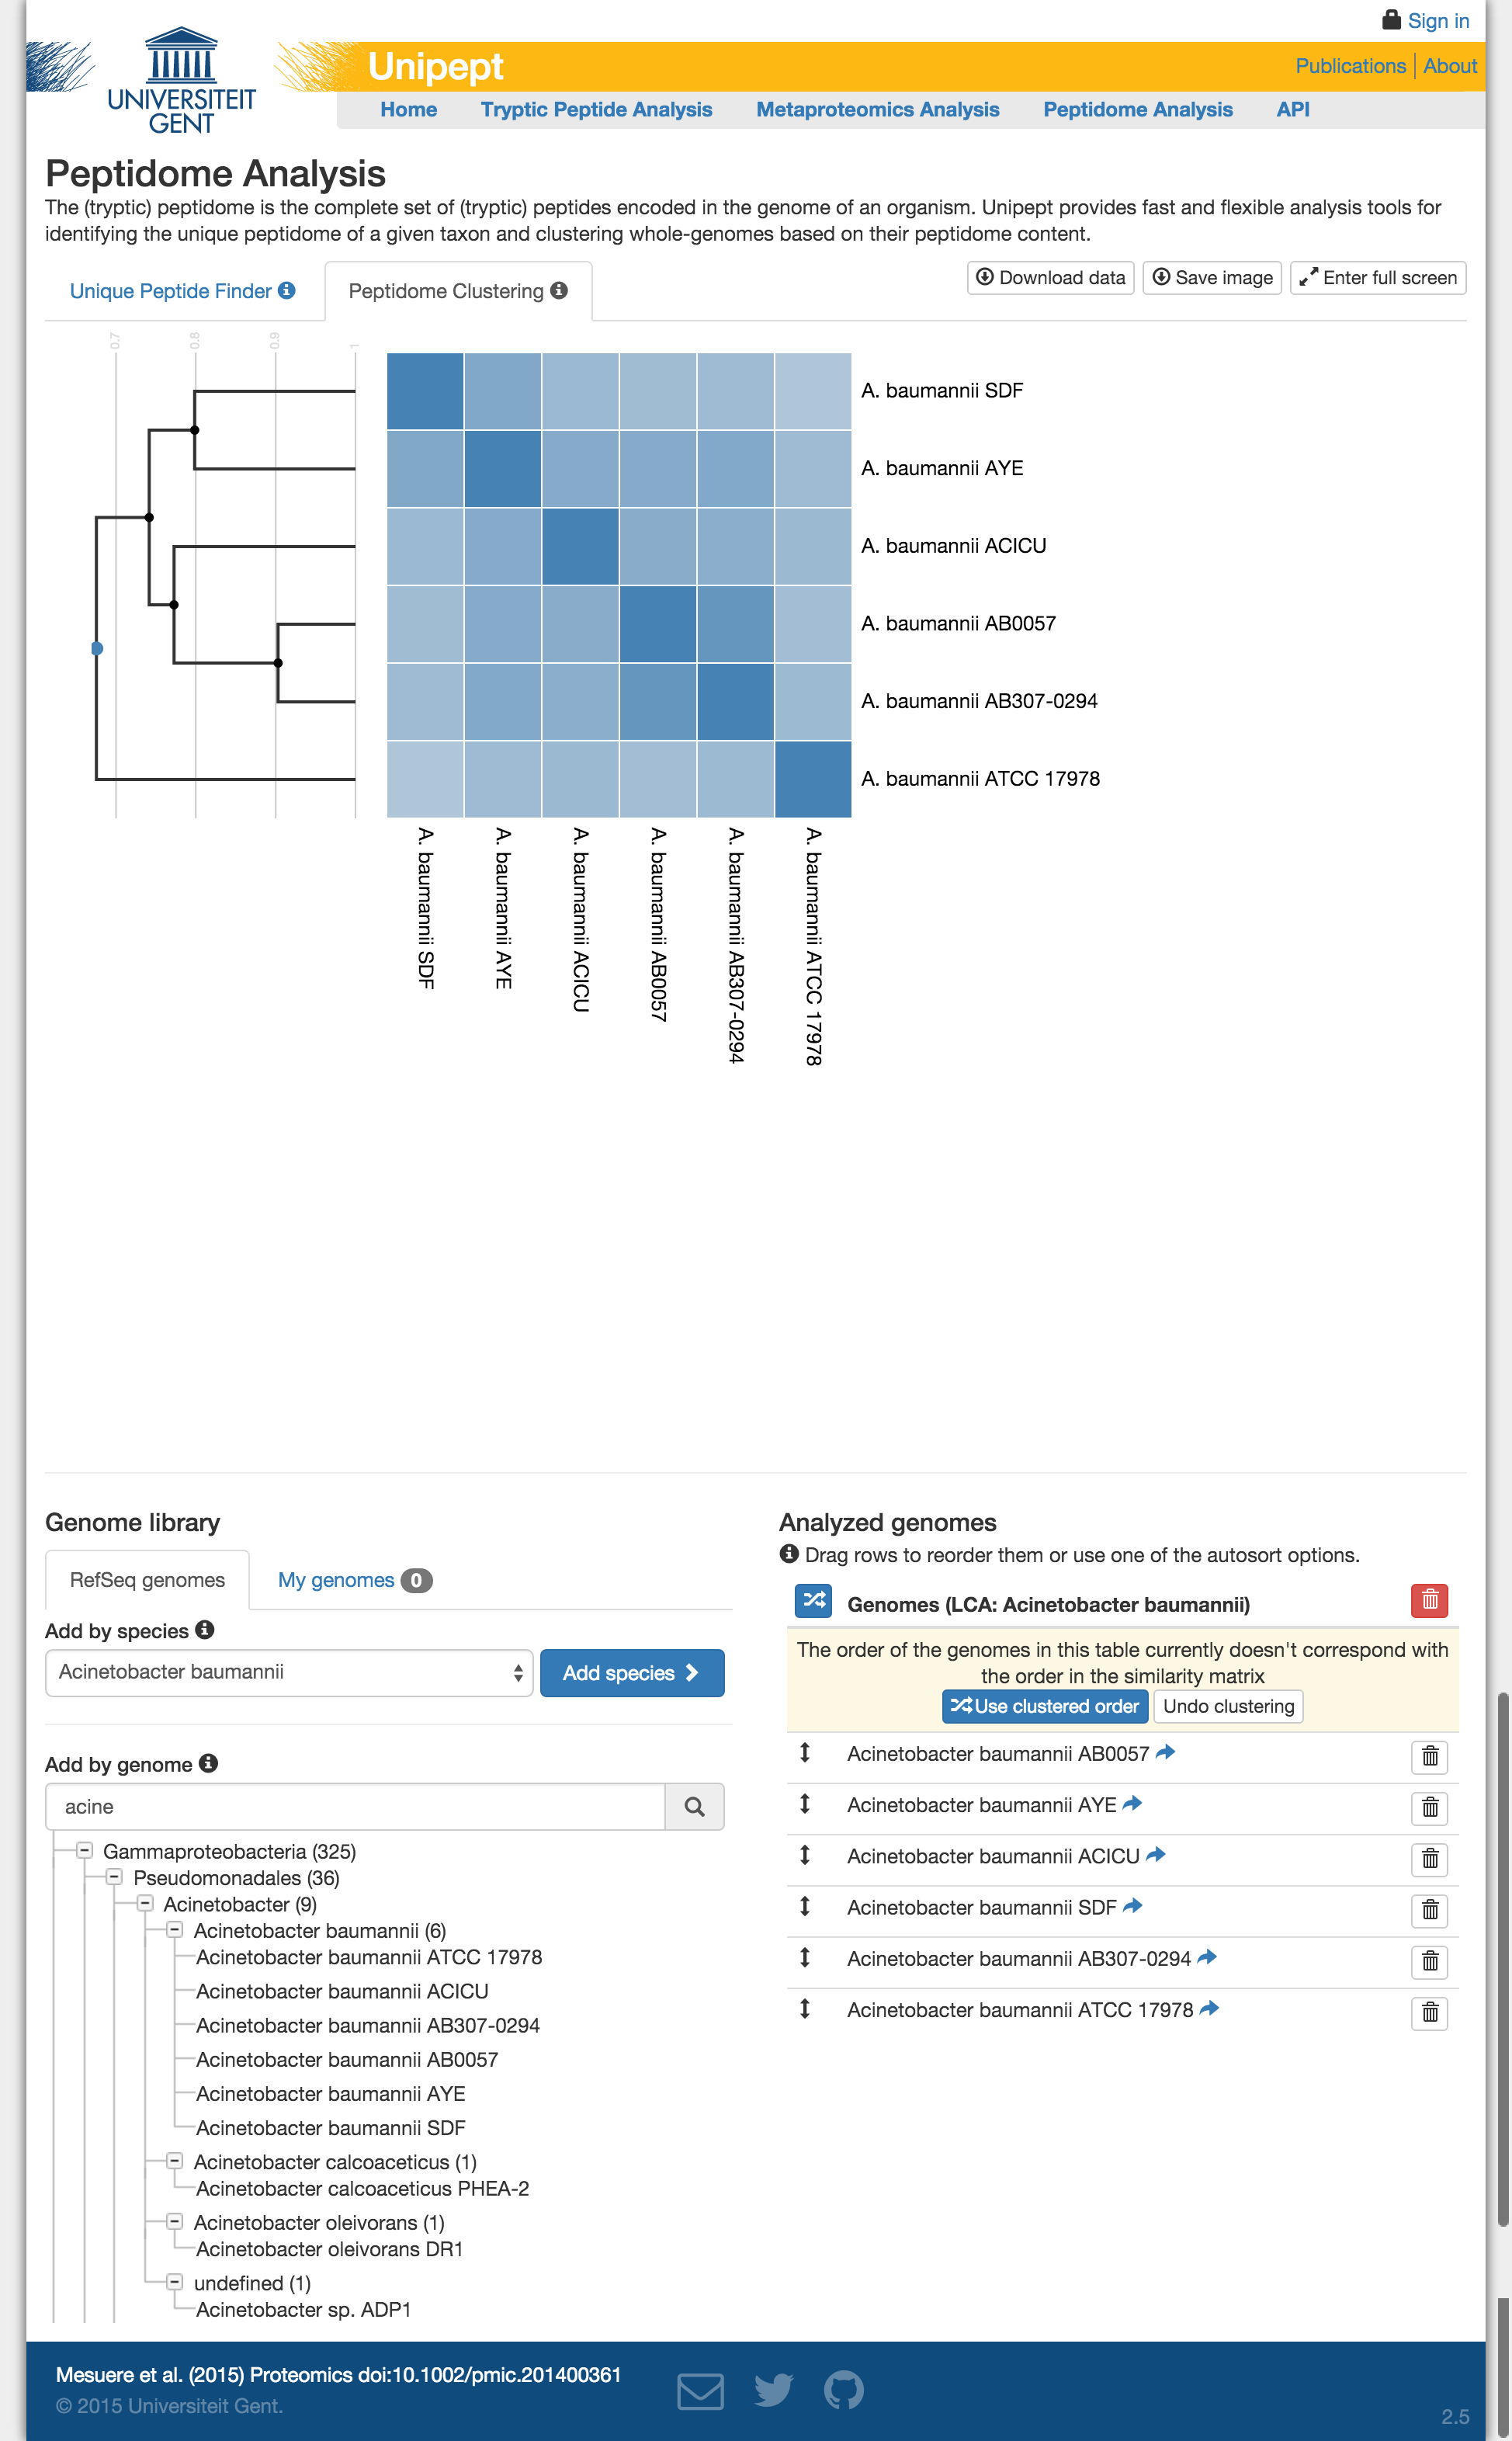 Sign in
UNIVERSITEIT
GENT
Unipept
Publications
About
Home
Tryptic Peptide Analysis
Metaproteomics Analysis
Peptidome Analysis
API
Peptidome Analysis
The (tryptic) peptidome is the complete set of (tryptic) peptides encoded in the genome of an organism. Unipept provides fast and flexible analysis tools for
identifying the unique peptidome of a given taxon and clustering whole-genomes based on their peptidome content.
Unique Peptide Finder
Peptidome Clustering
Download data
Save image
Enter full screen
0.7
0.8
0.9
1
A. baumannii SDF
A. baumannii AYE
A. baumannii ACICU
A. baumannii AB0057
A. baumannii AB307-0294
A. baumannii ATCC 17978
A. baumannii SDF
A. baumannii AYE
A. baumannii ACICU
A. baumannii AB0057
A. baumannii AB307-0294
A. baumannii ATCC 17978
Genome library
RefSeq genomes
My genomes 0
Add by species
Acinetobacter baumannii
Add species
Add by genome
acine
Gammaproteobacteria (325)
Pseudomonadales (36)
Acinetobacter (9)
Acinetobacter baumannii (6)
Acinetobacter baumannii ATCC 17978
Acinetobacter baumannii ACICU
Acinetobacter baumannii AB307-0294
Acinetobacter baumannii AB0057
Acinetobacter baumannii AYE
Acinetobacter baumannii SDF
Acinetobacter calcoaceticus (1)
Acinetobacter calcoaceticus PHEA-2
Acinetobacter oleivorans (1)
Acinetobacter oleivorans DR1
undefined (1)
Acinetobacter sp. ADP1
Analyzed genomes
Drag rows to reorder them or use one of the autosort options.
Genomes (LCA: Acinetobacter baumannii)
The order of the genomes in this table currently doesn't correspond with
the order in the similarity matrix
Use clustered order
Undo clustering
Acinetobacter baumannii AB0057
Acinetobacter baumannii AYE
Acinetobacter baumannii ACICU
Acinetobacter baumannii SDF
Acinetobacter baumannii AB307-0294
Acinetobacter baumannii ATCC 17978
Mesuere et al. (2015) Proteomics doi:10.1002/pmic.201400361
© 2015 Universiteit Gent.
2.5